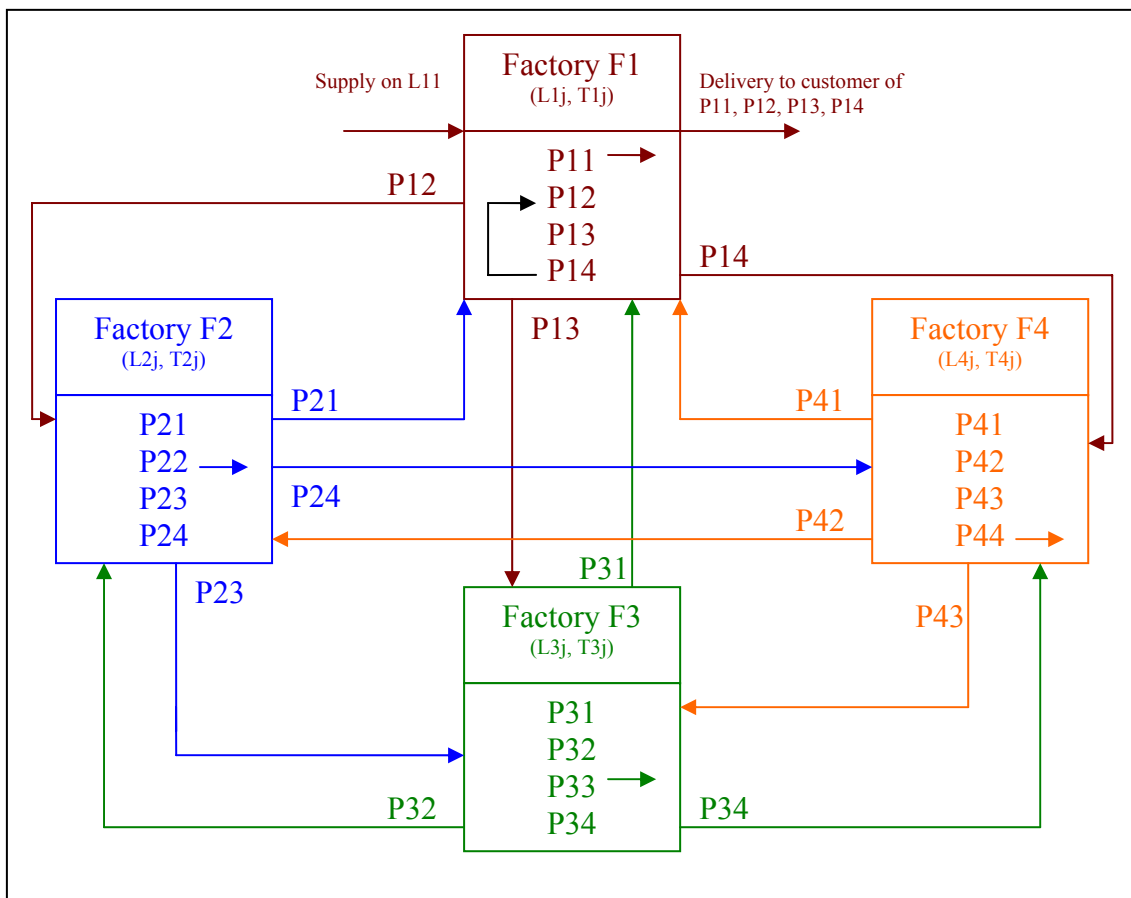 Factory F1
(L1j, T1j)
Supply on L11
Delivery to customer of
P11, P12, P13, P14
P11
P12
P13
P14
P12
P14
P13
Factory F2
(L2j, T2j)
P21
P22
P23
P24
P21
P24
P23
Factory F4
(L4j, T4j)
P41
P42
P43
P44
P41
P42
P43
P31
Factory F3
(L3j, T3j)
P31
P32
P33
P34
P32
P34